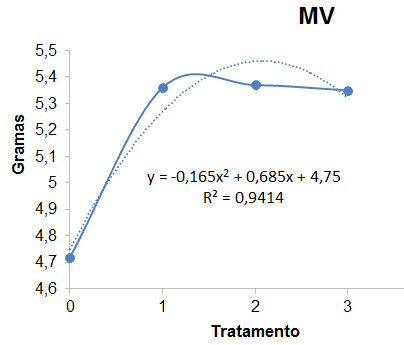 MV
5,5
5,4
5,3
5,2
5,1
5
4,9
4,8
4,7
4,6
Gramas
y = -0,165x² + 0,685x + 4,75
R² = 0,9414
0 1 2 3
Tratamento